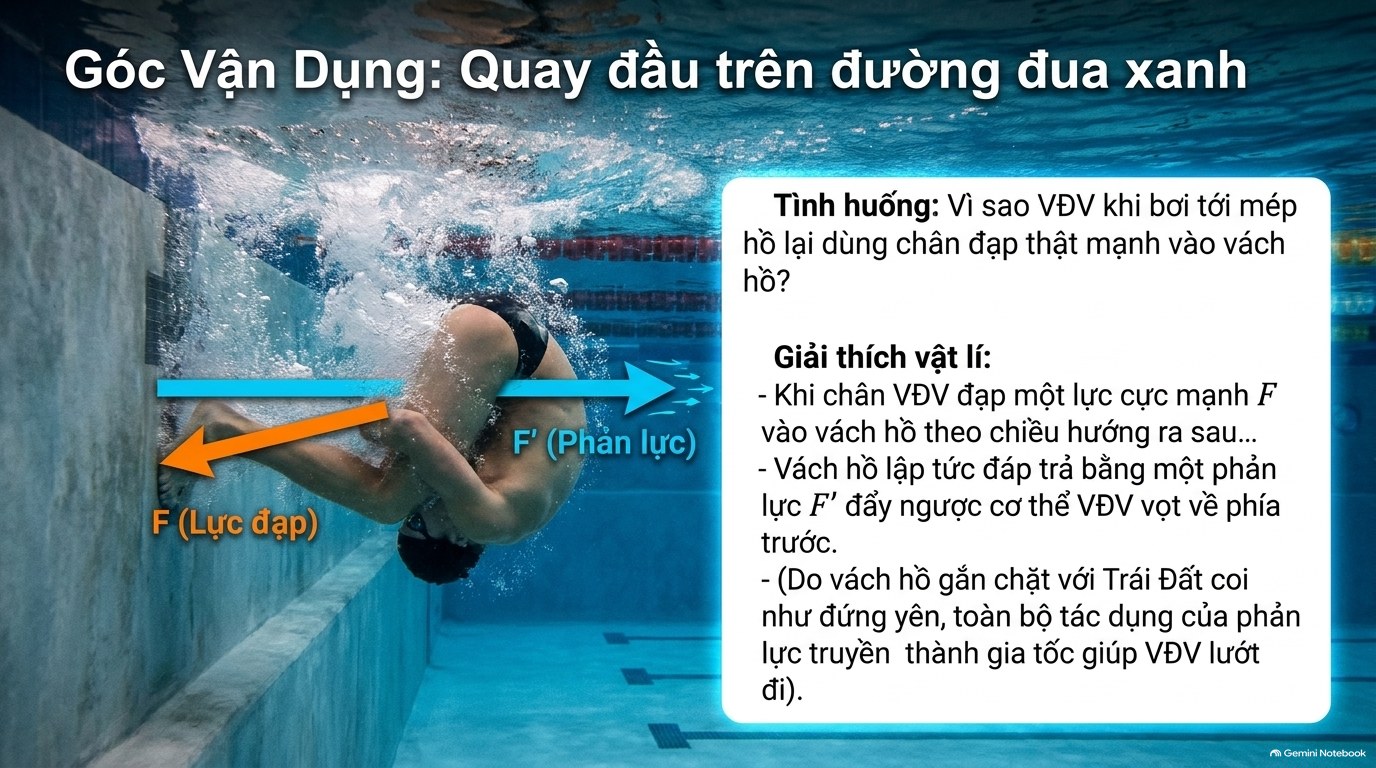 Góc Vận Dụng: Quay đầu trên đường đua xanh
Tình huống: Vì sao VĐV khi bơi tới mép
hồ lại dùng chân đạp thật mạnh vào vách
hồ?
Giải thích vật lí:
- Khi chân VĐV đạp một lực cực mạnh F
vào vách hồ theo chiều hướng ra sau...
- Vách hồ lập tức đáp trả bằng một phản
lực F' đẩy ngược cơ thể VĐV vọt về phía
trước.
- (Do vách hồ gắn chặt với Trái Đất coi
như đứng yên, toàn bộ tác dụng của phản
lực truyền thành gia tốc giúp VĐV lướt
đi).
F' (Phản lực)
F (Lực đạp)
Gemini Notebook